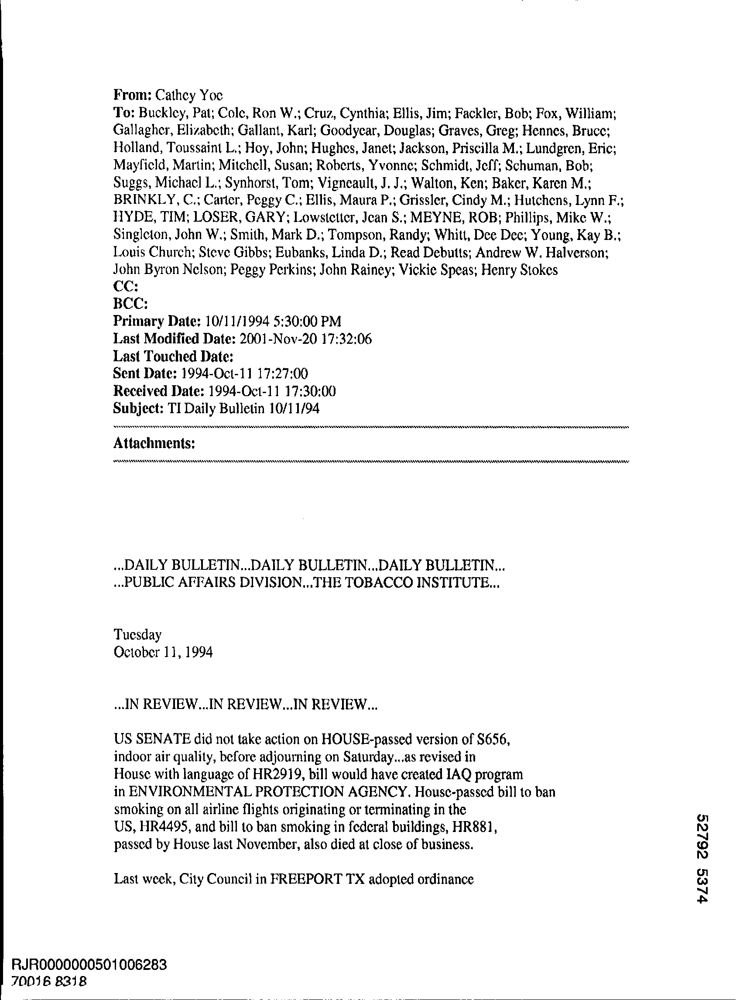 From: Cathey Yoe
To: Buckley, Pat; Cole, Ron W.; Cruz, Cynthia; Ellis, Jim; Fackler, Bob; Fox, William;
Gallagher, Elizabeth; Gallant, Karl; Goodyear, Douglas; Graves, Greg; Hennes, Bruce;
Holland, Toussaint L.; Hoy, John; Hughes, Janet; Jackson, Priscilla M.; Lundgren, Eric;
Mayfield, Martin; Mitchell, Susan; Roberts, Yvonne; Schmidt, Jeff; Schuman, Bob;
Suggs, Michael L.; Synhorst, Tom; Vigneault, J. J.; Walton, Ken; Baker, Karen M.;
BRINKLY, C.; Carter, Peggy C.; Ellis, Maura P.; Grissler, Cindy M.; Hutchens, Lynn F.;
HYDE, TIM; LOSER, GARY; Lowstetter, Jean S.; MEYNE, ROB; Phillips, Mike W.;
Singleton, John W.; Smith, Mark D.; Tompson, Randy; Whitt, Dee Dee; Young, Kay B.;
Louis Church; Steve Gibbs; Eubanks, Linda D.; Read Debutts; Andrew W. Halverson;
John Byron Nelson; Peggy Perkins; John Rainey; Vickie Speas; Henry Stokes
CC:
BCC:
Primary Date: 10/11/1994 5:30:00 PM
Last Modified Date: 2001-Nov-20 17:32:06
Last Touched Date:
Sent Date: 1994-Oct-11 17:27:00
Received Date: 1994-Oct-11 17:30:00
Subject: TI Daily Bulletin 10/11/94
Attachments:
...DAILY BULLETIN...DAILY BULLETIN...DAILY BULLETIN...
...PUBLIC AFFAIRS DIVISION...THE TOBACCO INSTITUTE...
Tuesday
October 11, 1994
...IN REVIEW...IN REVIEW...IN REVIEW...
US SENATE did not take action on HOUSE-passed version of S656,
indoor air quality, before adjourning on Saturday...as revised in
House with language of HR2919, bill would have created IAQ program
in ENVIRONMENTAL PROTECTION AGENCY. House-passed bill to ban
smoking on all airline flights originating or terminating in the
US, HR4495, and bill to ban smoking in federal buildings, HR881,
passed by House last November, also died at close of business.
Last week, City Council in FREEPORT TX adopted ordinance
52792 5374
RJR0000000501006283
70016 8318